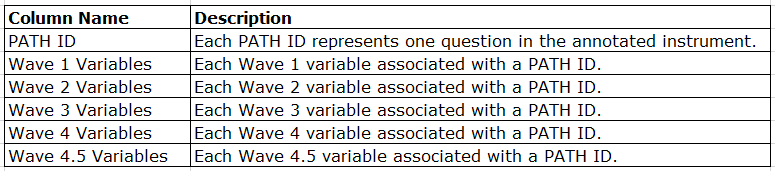 Column Name Description
PATH ID Each PATH ID represents one question in the annotated instrument.
Wave 1 Variables Each Wave 1 variable associated with a PATH ID.
Wave 2 Variables Each Wave 2 variable associated with a PATH ID.
Wave 3 Variables Each Wave 3 variable associated with a PATH ID.
Wave 4 Variables Each Wave 4 variable associated with a PATH ID.
Wave 4.5 Variables Each Wave 4.5 variable associated with a PATH ID.